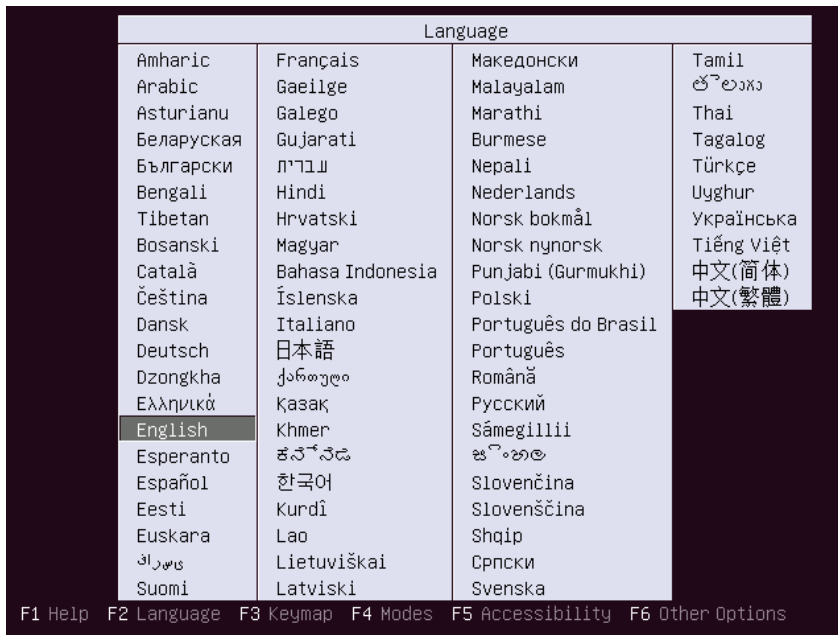 Language
Amharic
Arabic
Asturianu
Беларуская
Български
Bengali
Tibetan
Bosanski
Català
Čeština
Dansk
Deutsch
Dzongkha
Ελληνικά
English
Esperanto
Español
Eesti
Euskara
Suomi
Français
Gaeilge
Galego
Gujarati
עברית
Hindi
Hrvatski
Magyar
Bahasa Indonesia
Íslenska
Italiano
日本語
ქართული
Қазақ
Khmer
한국어
Kurdî
Lao
Lietuviškai
Latviski
Македонски
Malayalam
Marathi
Burmese
Nepali
Nederlands
Norsk bokmål
Norsk nynorsk
Punjabi (Gurmukhi)
Polski
Português do Brasil
Português
Română
Русский
Sámegillii
Slovenčina
Slovenščina
Shqip
Српски
Svenska
Tamil
Thai
Tagalog
Türkçe
Uyghur
Українська
Tiếng Việt
中文(简体)
中文(繁體)
F1 Help F2 Language F3 Keymap F4 Modes F5 Accessibility F6 Other Options